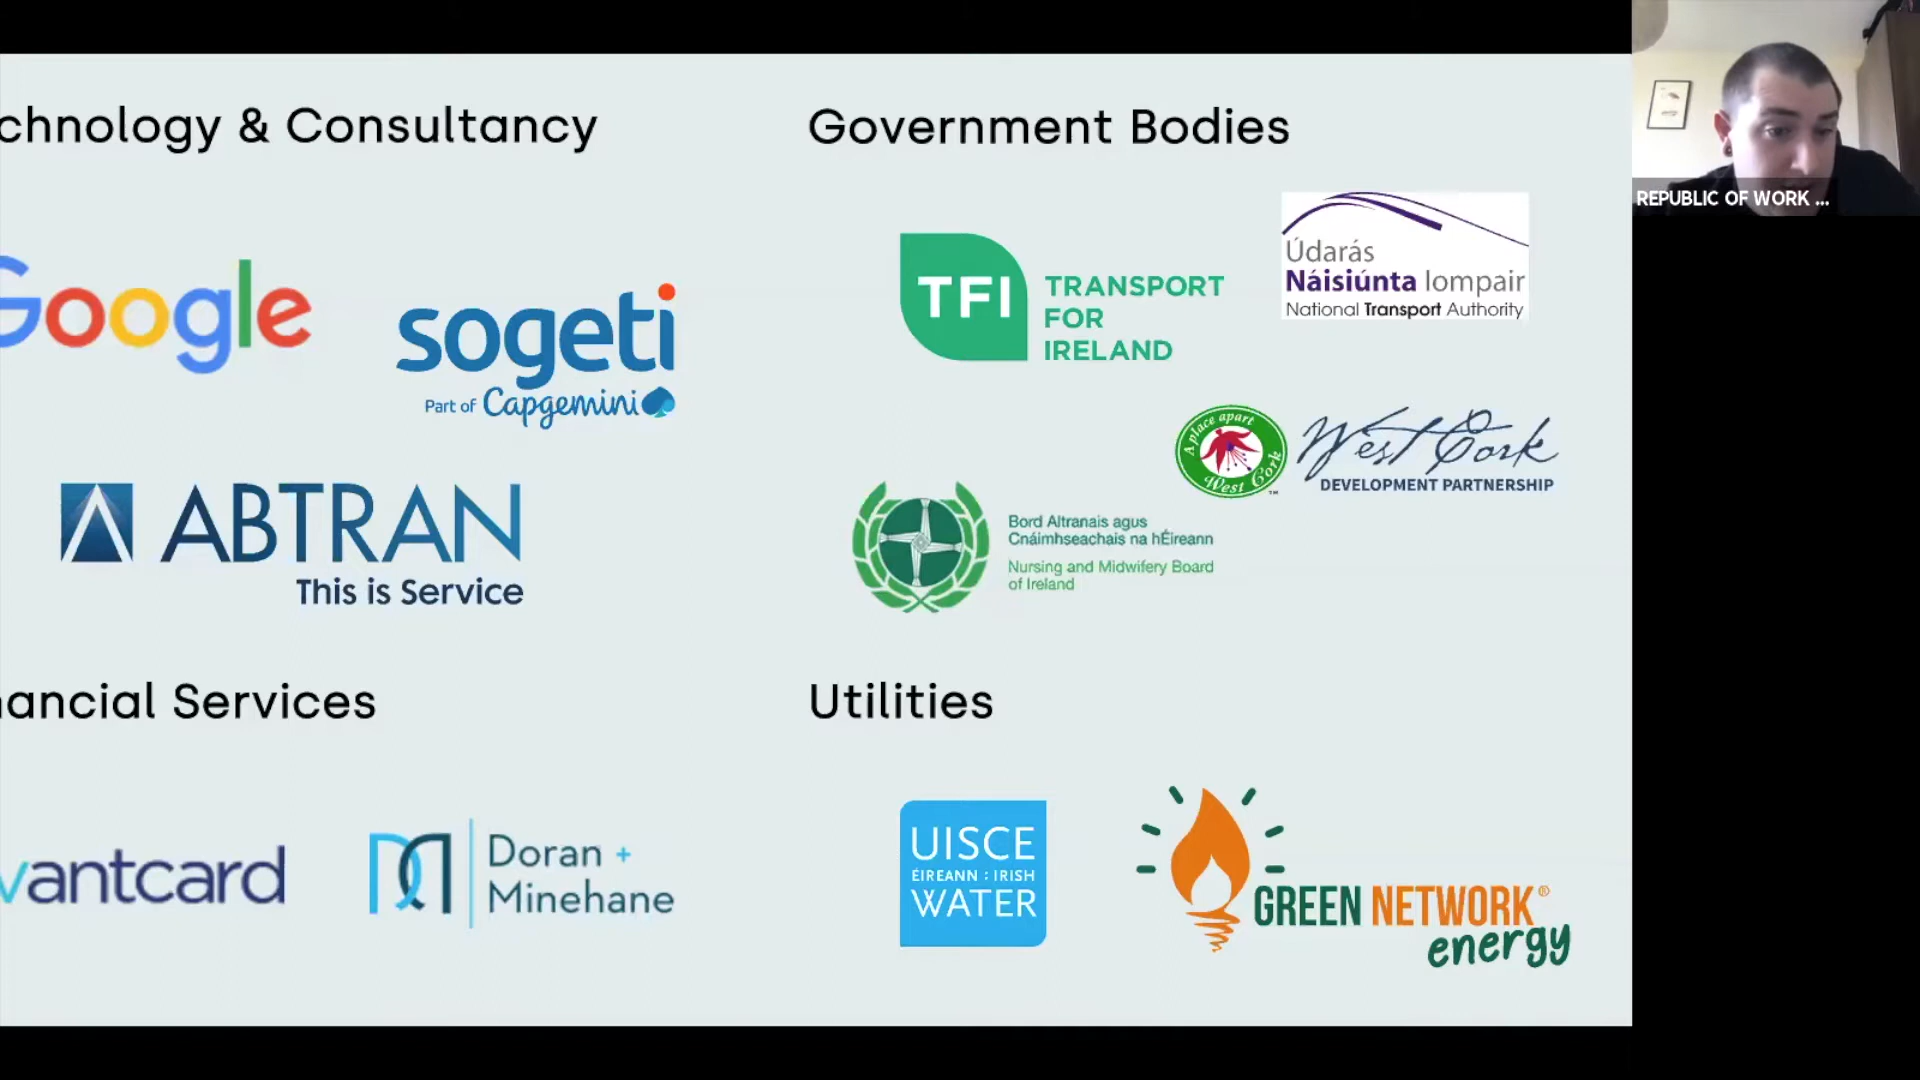 chnology & Consultancy
Google
sogeti
Part of Capgemini
ABTRAN
This is Service
Government Bodies
TFI
TRANSPORT
FOR
IRELAND
Údarás
Náisiúnta Iompair
National Transport Authority
A place apart
West Cork
TM
West Cork
DEVELOPMENT PARTNERSHIP
Bord Altranais agus
Cnáimhseachais na hÉireann
Nursing and Midwifery Board
of Ireland
nancial Services
vantcard
Doran +
Minehane
Utilities
UISCE
ÉIREANN : IRISH
WATER
GREEN NETWORK®
energy
REPUBLIC OF WORK ...